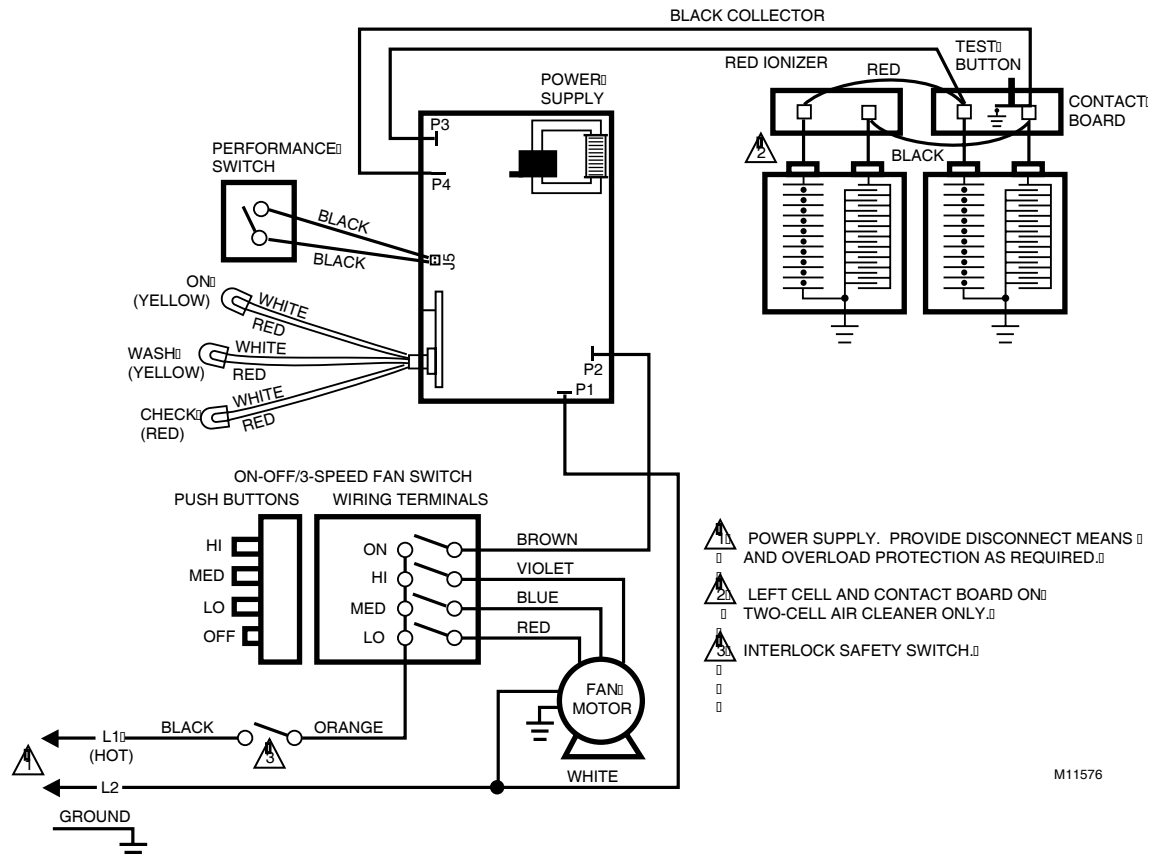 BLACK COLLECTOR
RED IONIZER
RED
TEST
BUTTON
CONTACT
BOARD
BLACK
2
POWER
SUPPLY
P3
P4
PERFORMANCE
SWITCH
BLACK
BLACK
J5
ON
(YELLOW)
WHITE
RED
WASH
(YELLOW)
WHITE
RED
CHECK
(RED)
WHITE
RED
P2
P1
ON-OFF/3-SPEED FAN SWITCH
PUSH BUTTONS
WIRING TERMINALS
HI
MED
LO
OFF
ON
HI
MED
LO
BROWN
VIOLET
BLUE
RED
FAN
MOTOR
L1
(HOT)
BLACK
3
ORANGE
1
L2
WHITE
GROUND
1 POWER SUPPLY. PROVIDE DISCONNECT MEANS
AND OVERLOAD PROTECTION AS REQUIRED.
2 LEFT CELL AND CONTACT BOARD ON
TWO-CELL AIR CLEANER ONLY.
3 INTERLOCK SAFETY SWITCH.
M11576